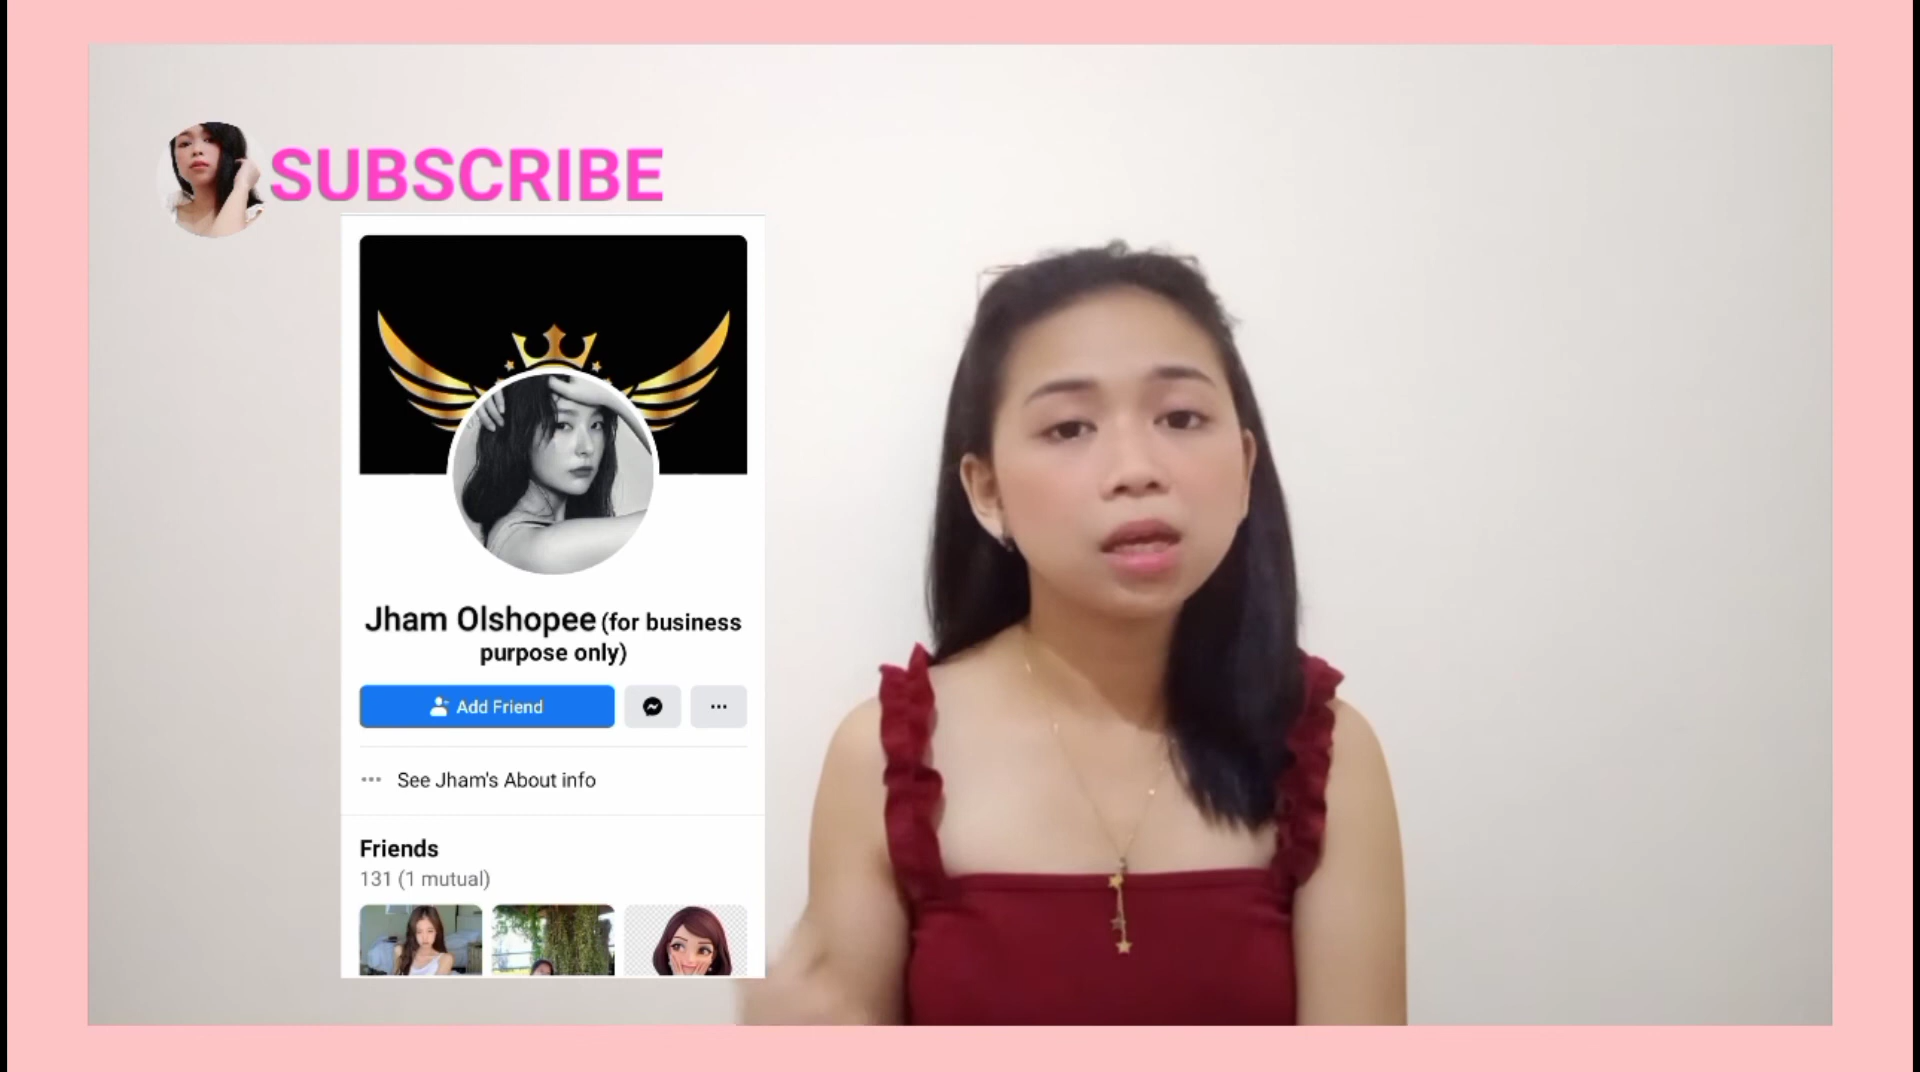 SUBSCRIBE
Jham Olshopee (for business
purpose only)
Add Friend
See Jham's About info
Friends
131 (1 mutual)